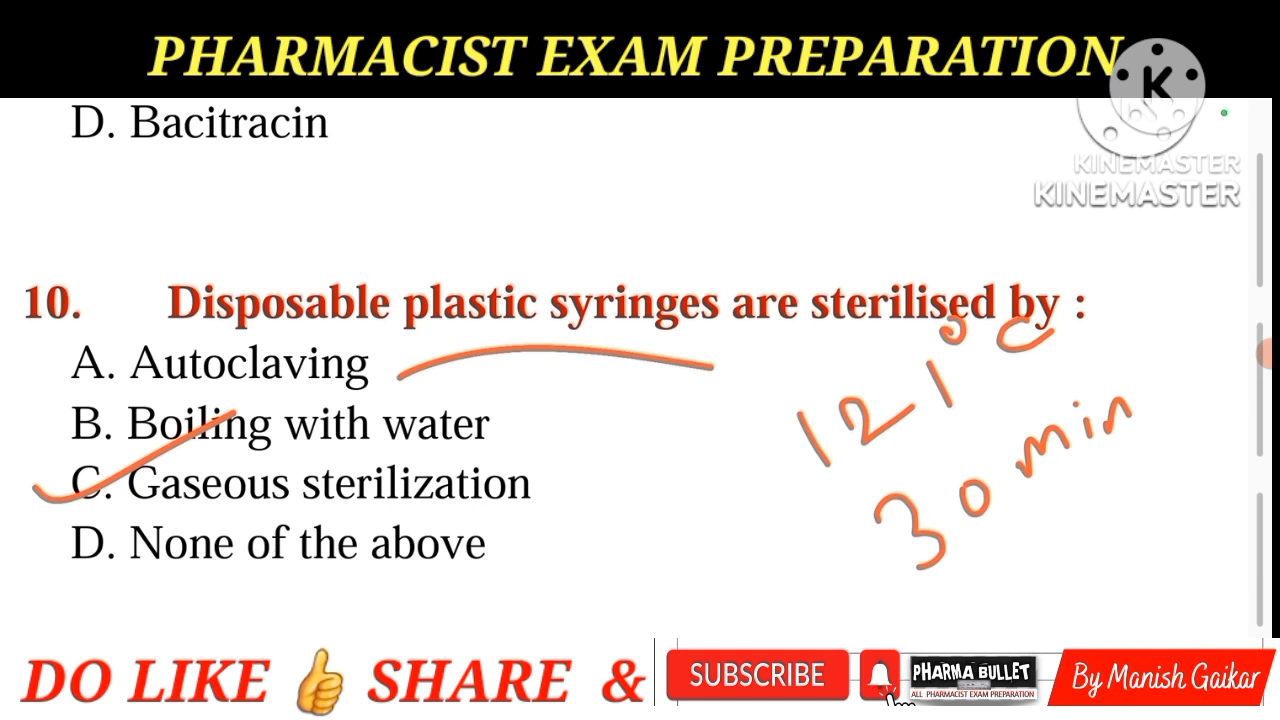 PHARMACIST EXAM PREPARATION
K
D. Bacitracin
KINEMASTER
KINEMASTER
10. Disposable plastic syringes are sterilised by :
A. Autoclaving
121°C
B. Boiling with water
30 min
C. Gaseous sterilization
D. None of the above
DO LIKE SHARE &
SUBSCRIBE
PHARMA BULLET
ALL PHARMACIST EXAM PREPARATION
By Manish Gaikar